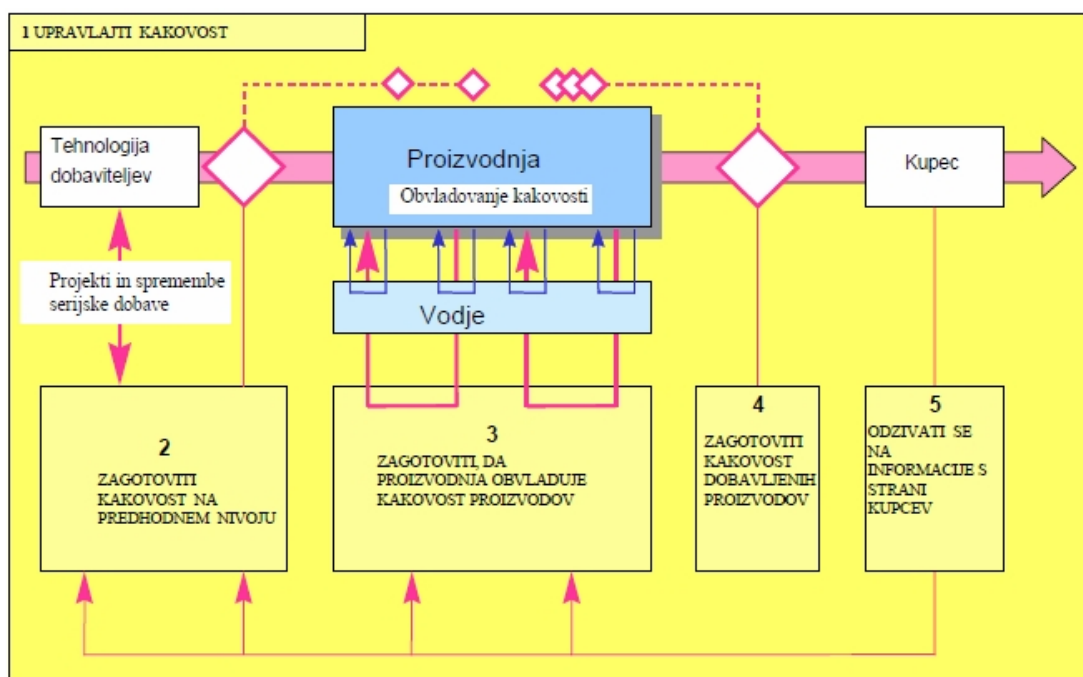 1 UPRAVLAJTI KAKOVOST
Tehnologija
dobaviteljev
Proizvodnja
Obvladovanje kakovosti
Kupec
Projekti in spremembe
serijske dobave
Vodje
2
ZAGOTOVITI
KAKOVOST NA
PREDHODNEM NIVOJU
3
ZAGOTOVITI, DA
PROIZVODNJA OBVLADUJE
KAKOVOST PROIZVODOV
4
ZAGOTOVITI
KAKOVOST
DOBAVLJENIH
PROIZVODOV
5
ODZIVATI SE
NA
INFORMACIJE S
STRANI
KUPCEV